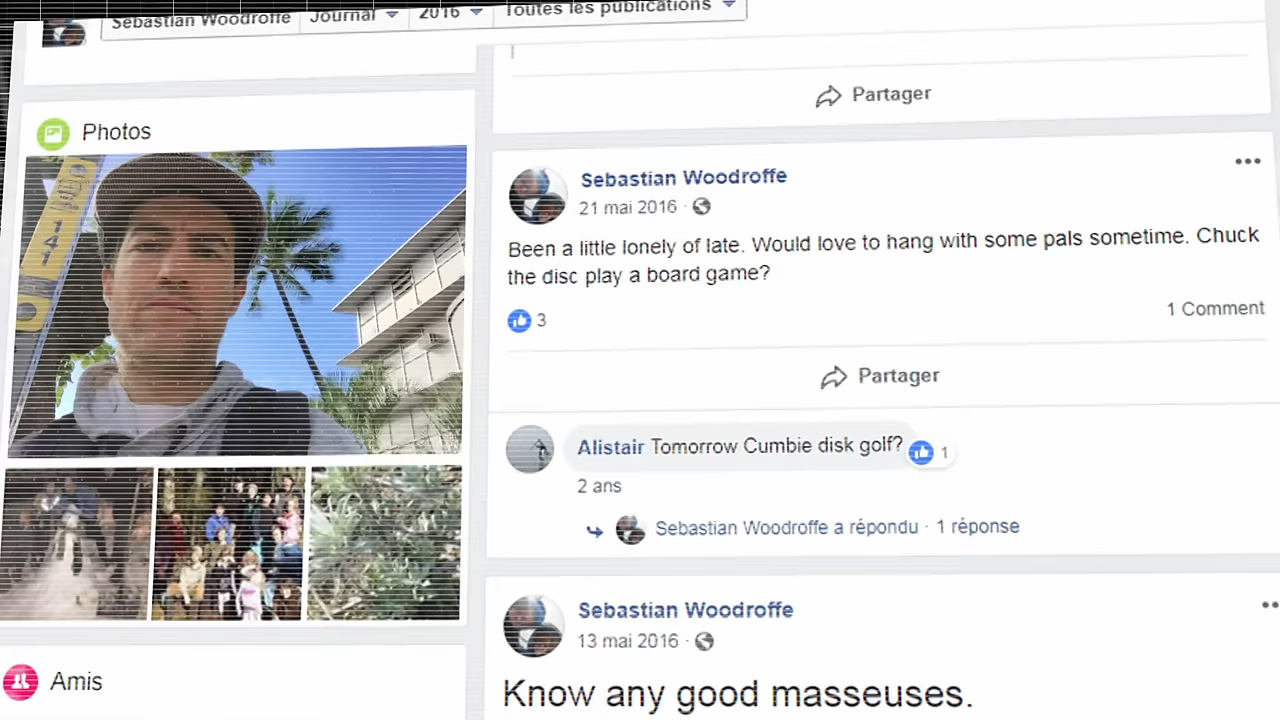 Sebastian Woodroffe Journal 2016 Toutes les publications
Partager
Photos
141
Sebastian Woodroffe
21 mai 2016
Been a little lonely of late. Would love to hang with some pals sometime. Chuck
the disc play a board game?
3
1 Comment
Partager
Alistair Tomorrow Cumbie disk golf? 1
2 ans
Sebastian Woodroffe a répondu · 1 réponse
Sebastian Woodroffe
13 mai 2016
Know any good masseuses.
Amis